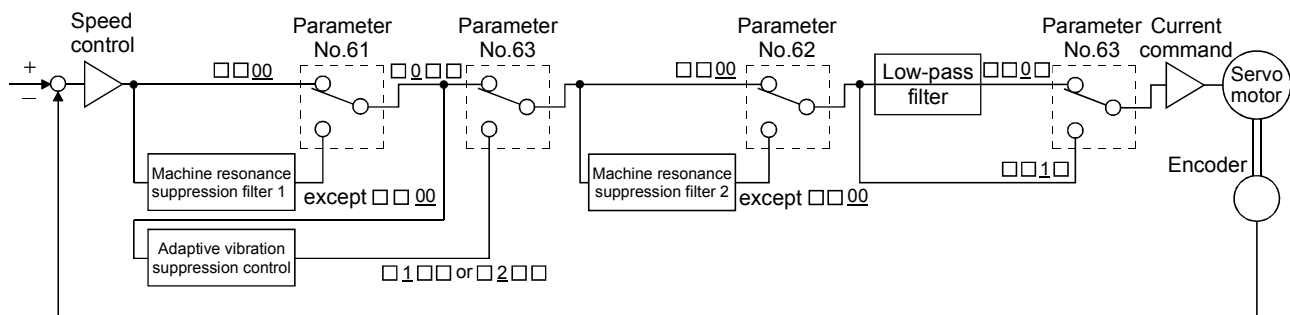 Speed
control
Parameter
No.61
Parameter
No.63
Parameter
No.62
Parameter
No.63
Current
command
+
−
□□00
□0□□
□□00
Low-pass
filter
□□0□
Servo
motor
Machine resonance
suppression filter 1
except □□00
Machine resonance
suppression filter 2
except □□00
□□1□
Encoder
Adaptive vibration
suppression control
□1□□ or □2□□